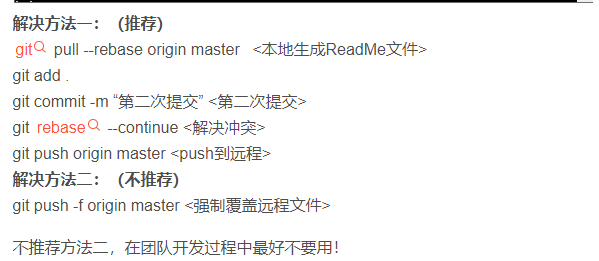 解决方法一：（推荐）
git pull --rebase origin master <本地生成ReadMe文件>
git add .
git commit -m “第二次提交” <第二次提交>
git rebase --continue <解决冲突>
git push origin master <push到远程>
解决方法二：（不推荐）
git push -f origin master <强制覆盖远程文件>
不推荐方法二，在团队开发过程中最好不要用！